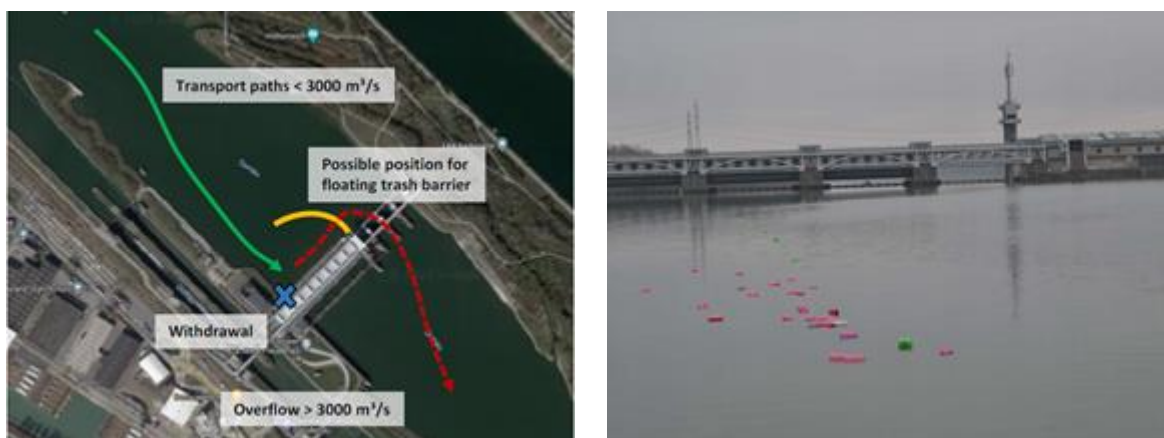 Transport paths < 3000 m³/s
Possible position for
floating trash barrier
Withdrawal
Overflow > 3000 m³/s